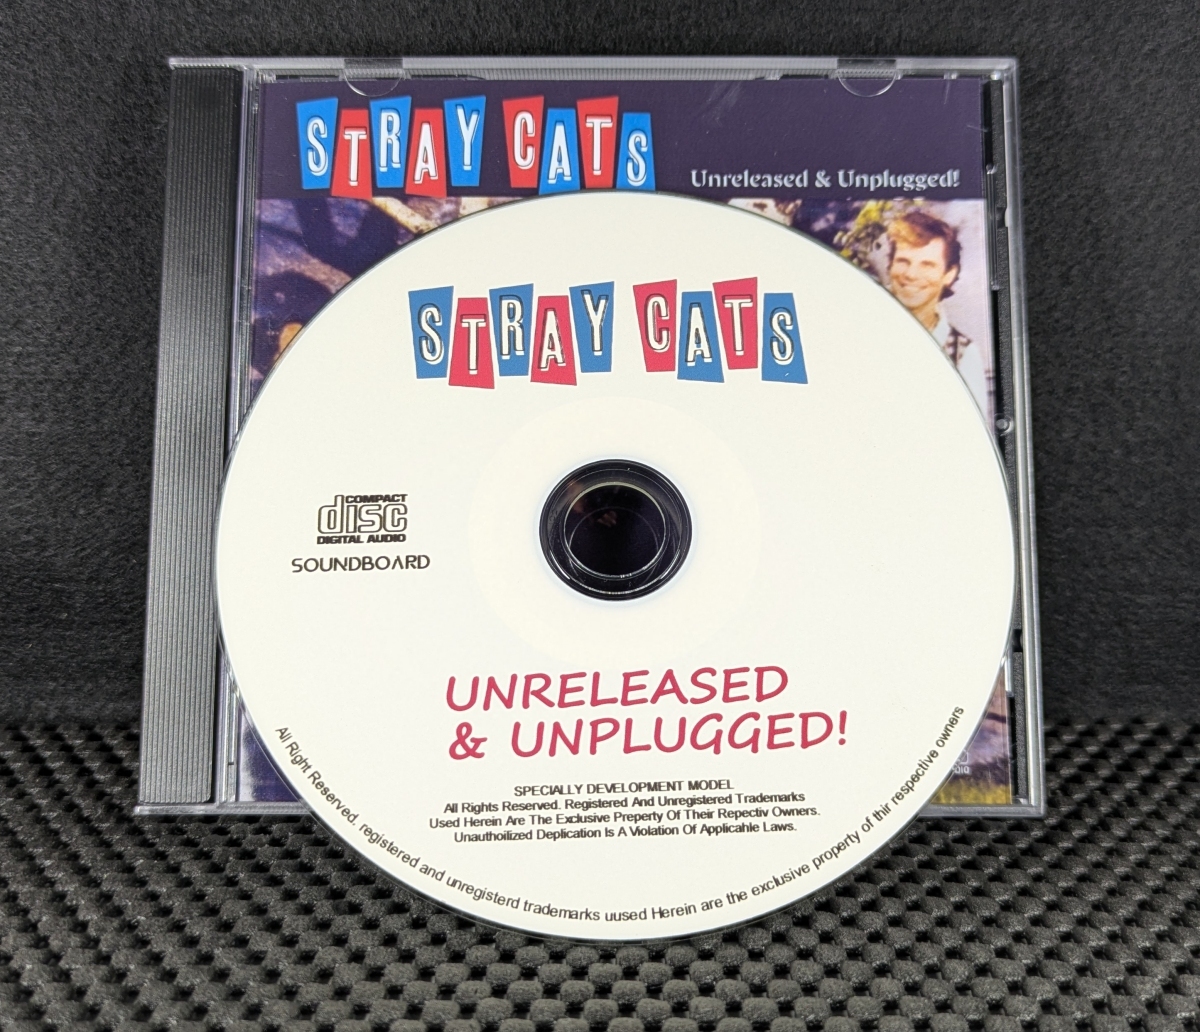 STRAY CATS
Unreleased & Unplugged!
STRAY CATS
COMPACT
disc
DIGITAL AUDIO
SOUNDBOARD
UNRELEASED
& UNPLUGGED!
SPECIALLY DEVELOPMENT MODEL
All Rights Reserved. Registered And Unregistered Trademarks
Used Herein Are The Exclusive Preperty Of Their Repectiv Owners.
Unauthoilized Deplication Is A Violation Of Applicahle Laws.
All Right Reserved. registered and unregisterd trademarks uused Herein are the exclusive property of thir respective owners